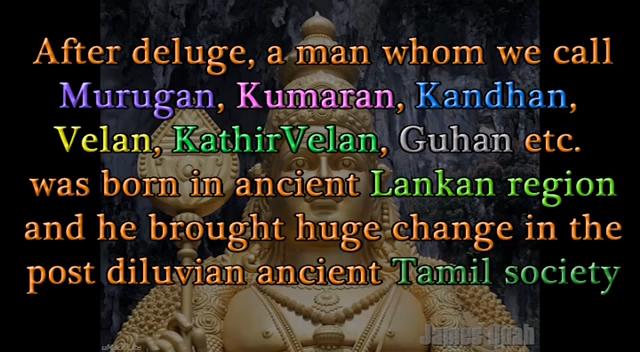 After deluge, a man whom we call
Murugan, Kumaran, Kandhan,
Velan, KathirVelan, Guhan etc.
was born in ancient Lankan region
and he brought huge change in the
post diluvian ancient Tamil society